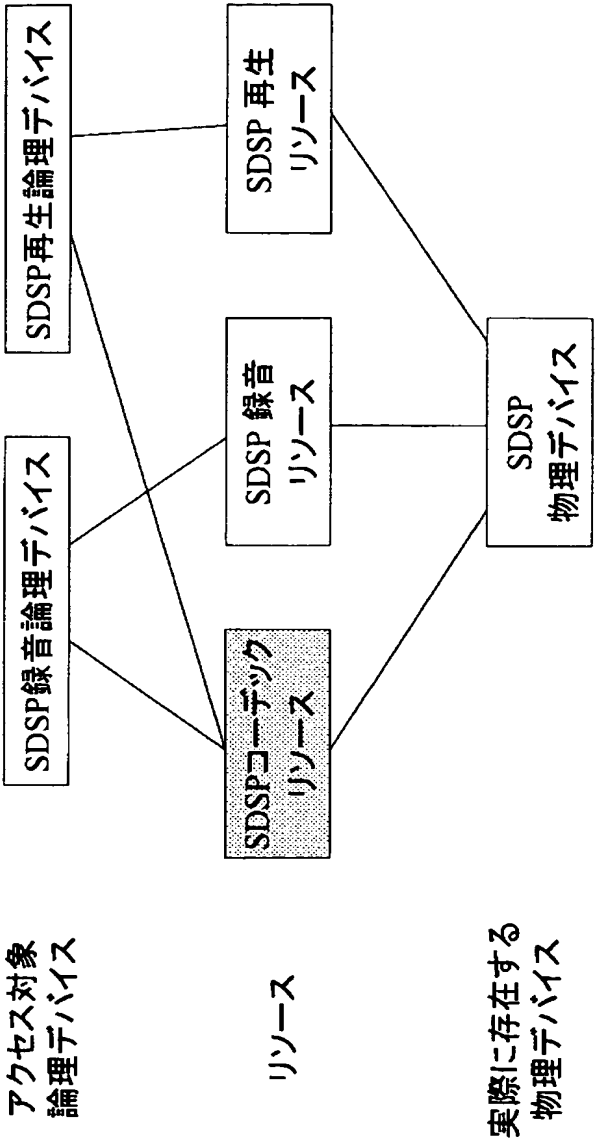 アクセス対象
論理デバイス
SDSP録音論理デバイス
SDSP再生論理デバイス
リソース
SDSPコーデック
リソース
SDSP 録音
リソース
SDSP 再生
リソース
実際に存在する
物理デバイス
SDSP
物理デバイス